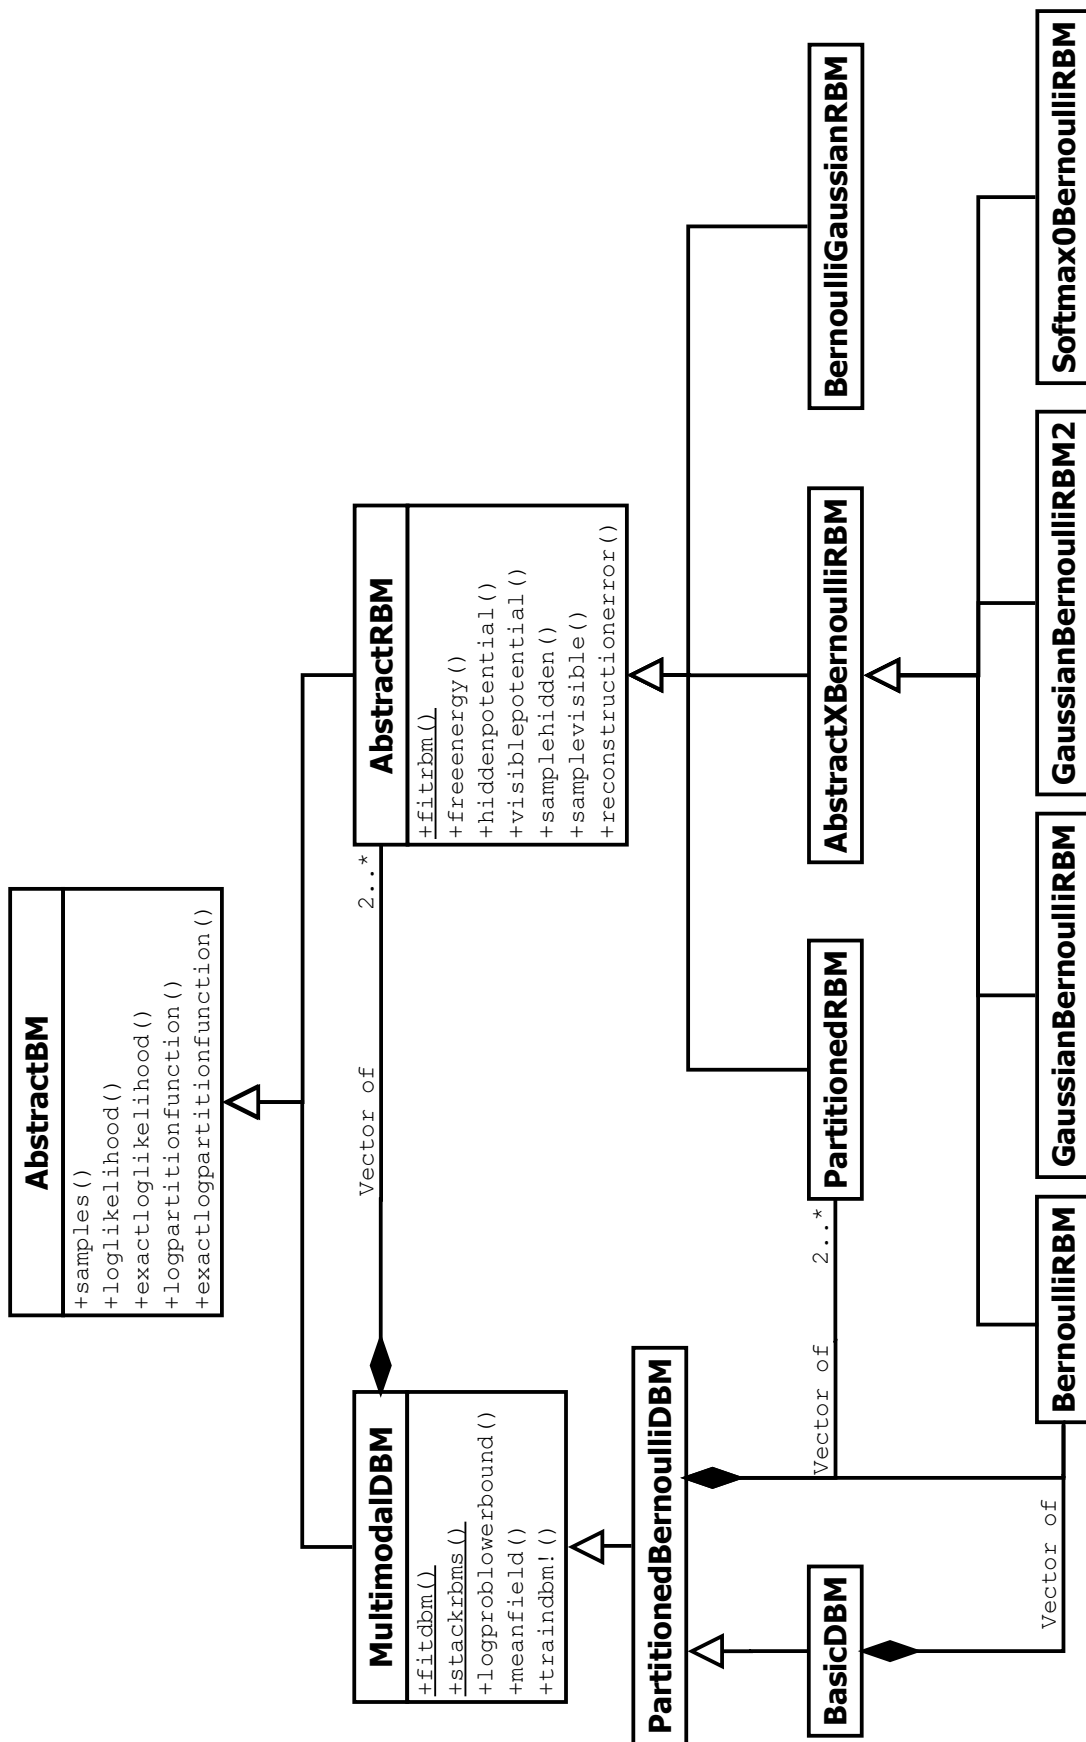 AbstractBM
+samples()
+loglikelihood()
+exactloglikelihood()
+logpartitionfunction()
+exactlogpartitionfunction()
MultimodalDBM
+fitdbm()
+stackrbms()
+logproblowerbound()
+meanfield()
+traindbm!()
Vector of
2..*
AbstractRBM
+fitrbm()
+freeenergy()
+hiddenpotential()
+visiblepotential()
+samplehidden()
+samplevisible()
+reconstructionerror()
PartitionedBernoulliDBM
BasicDBM
Vector of
2..*
PartitionedRBM
AbstractXBernoulliRBM
BernoulliGaussianRBM
Vector of
BernoulliRBM
GaussianBernoulliRBM
GaussianBernoulliRBM2
Softmax0BernoulliRBM